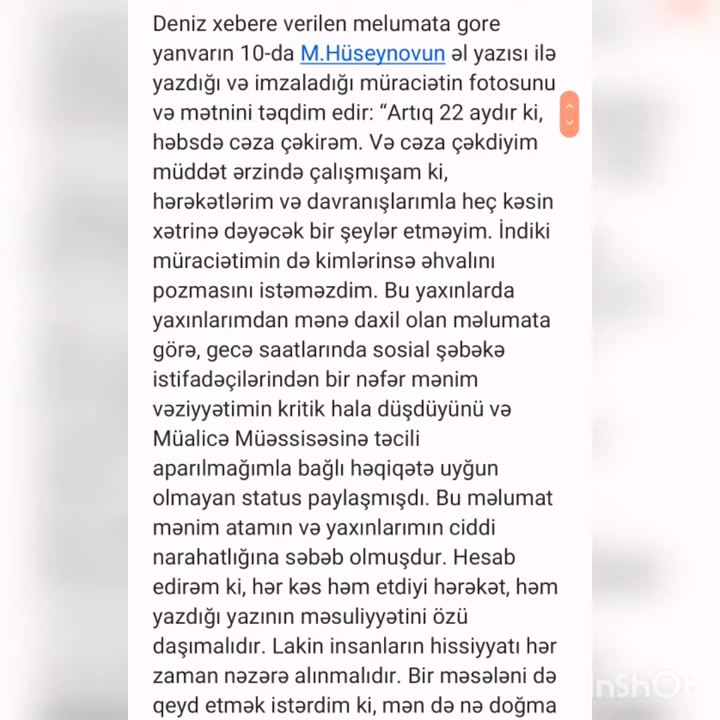 Deniz xebere verilen melumata gore
yanvarın 10-da M.Hüseynovun əl yazısı ilə
yazdığı və imzaladığı müraciətin fotosunu
və mətnini təqdim edir: “Artıq 22 aydır ki,
həbsdə cəza çəkirəm. Və cəza çəkdiyim
müddət ərzində çalışmışam ki,
hərəkətlərim və davranışlarımla heç kəsin
xətrinə dəyəcək bir şeylər etməyim. İndiki
müraciətimin də kimlərinsə əhvalını
pozmasını istəməzdim. Bu yaxınlarda
yaxınlarımdan mənə daxil olan məlumata
görə, gecə saatlarında sosial şəbəkə
istifadəçilərindən bir nəfər mənim
vəziyyətimin kritik hala düşdüyünü və
Müalicə Müəssisəsinə təcili
aparılmağımla bağlı həqiqətə uyğun
olmayan status paylaşmışdı. Bu məlumat
mənim atamın və yaxınlarımın ciddi
narahatlığına səbəb olmuşdur. Hesab
edirəm ki, hər kəs həm etdiyi hərəkət, həm
yazdığı yazının məsuliyyətini özü
daşımalıdır. Lakin insanların hissiyyatı hər
zaman nəzərə alınmalıdır. Bir məsələni də
qeyd etmək istərdim ki, mən də nə doğma
InShOt